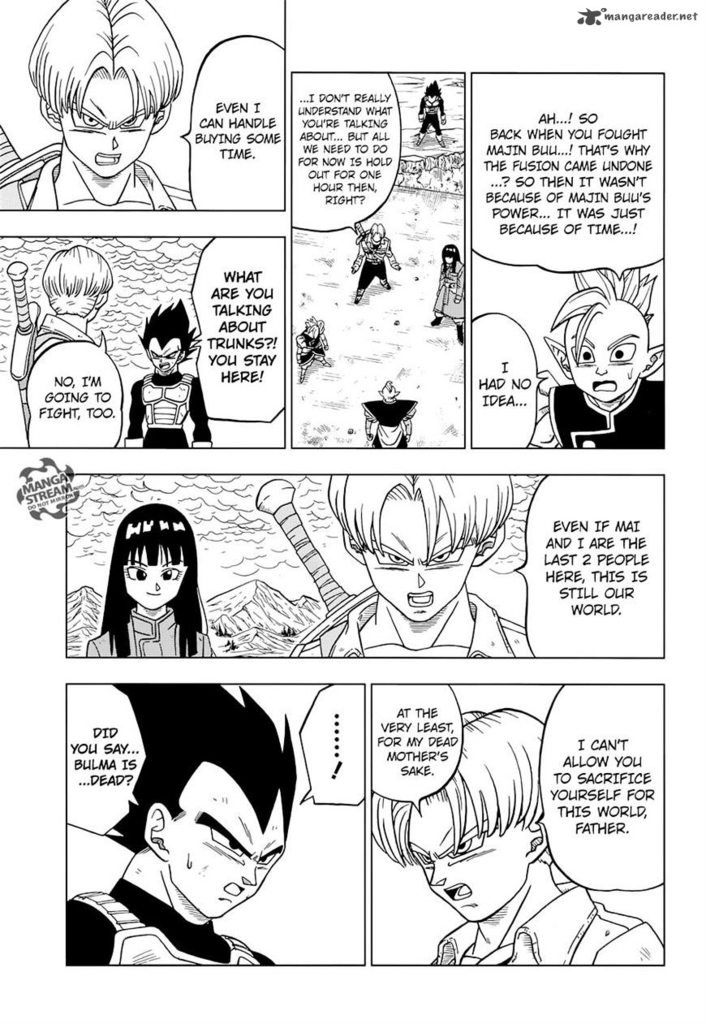 mangareader.net
AH...! SO
BACK WHEN YOU FOUGHT
MAJIN BUU...! THAT'S WHY
THE FUSION CAME UNDONE
...? SO THEN IT WASN'T
BECAUSE OF MAJIN BUU'S
POWER... IT WAS JUST
BECAUSE OF TIME...!
I
HAD NO
IDEA...
...I DON'T REALLY
UNDERSTAND WHAT
YOU'RE TALKING
ABOUT... BUT ALL
WE NEED TO DO
FOR NOW IS HOLD
OUT FOR ONE
HOUR THEN,
RIGHT?
EVEN I
CAN HANDLE
BUYING SOME
TIME.
WHAT
ARE YOU
TALKING
ABOUT
TRUNKS?!
YOU STAY
HERE!
NO, I'M
GOING TO
FIGHT, TOO.
MANGA
STREAM
DO NOT MIRROR
EVEN IF MAI
AND I ARE THE
LAST 2 PEOPLE
HERE, THIS IS
STILL OUR
WORLD.
I CAN'T
ALLOW YOU
TO SACRIFICE
YOURSELF FOR
THIS WORLD,
FATHER.
AT THE
VERY LEAST,
FOR MY DEAD
MOTHER'S
SAKE.
......!
DID
YOU SAY...
BULMA IS
...DEAD?